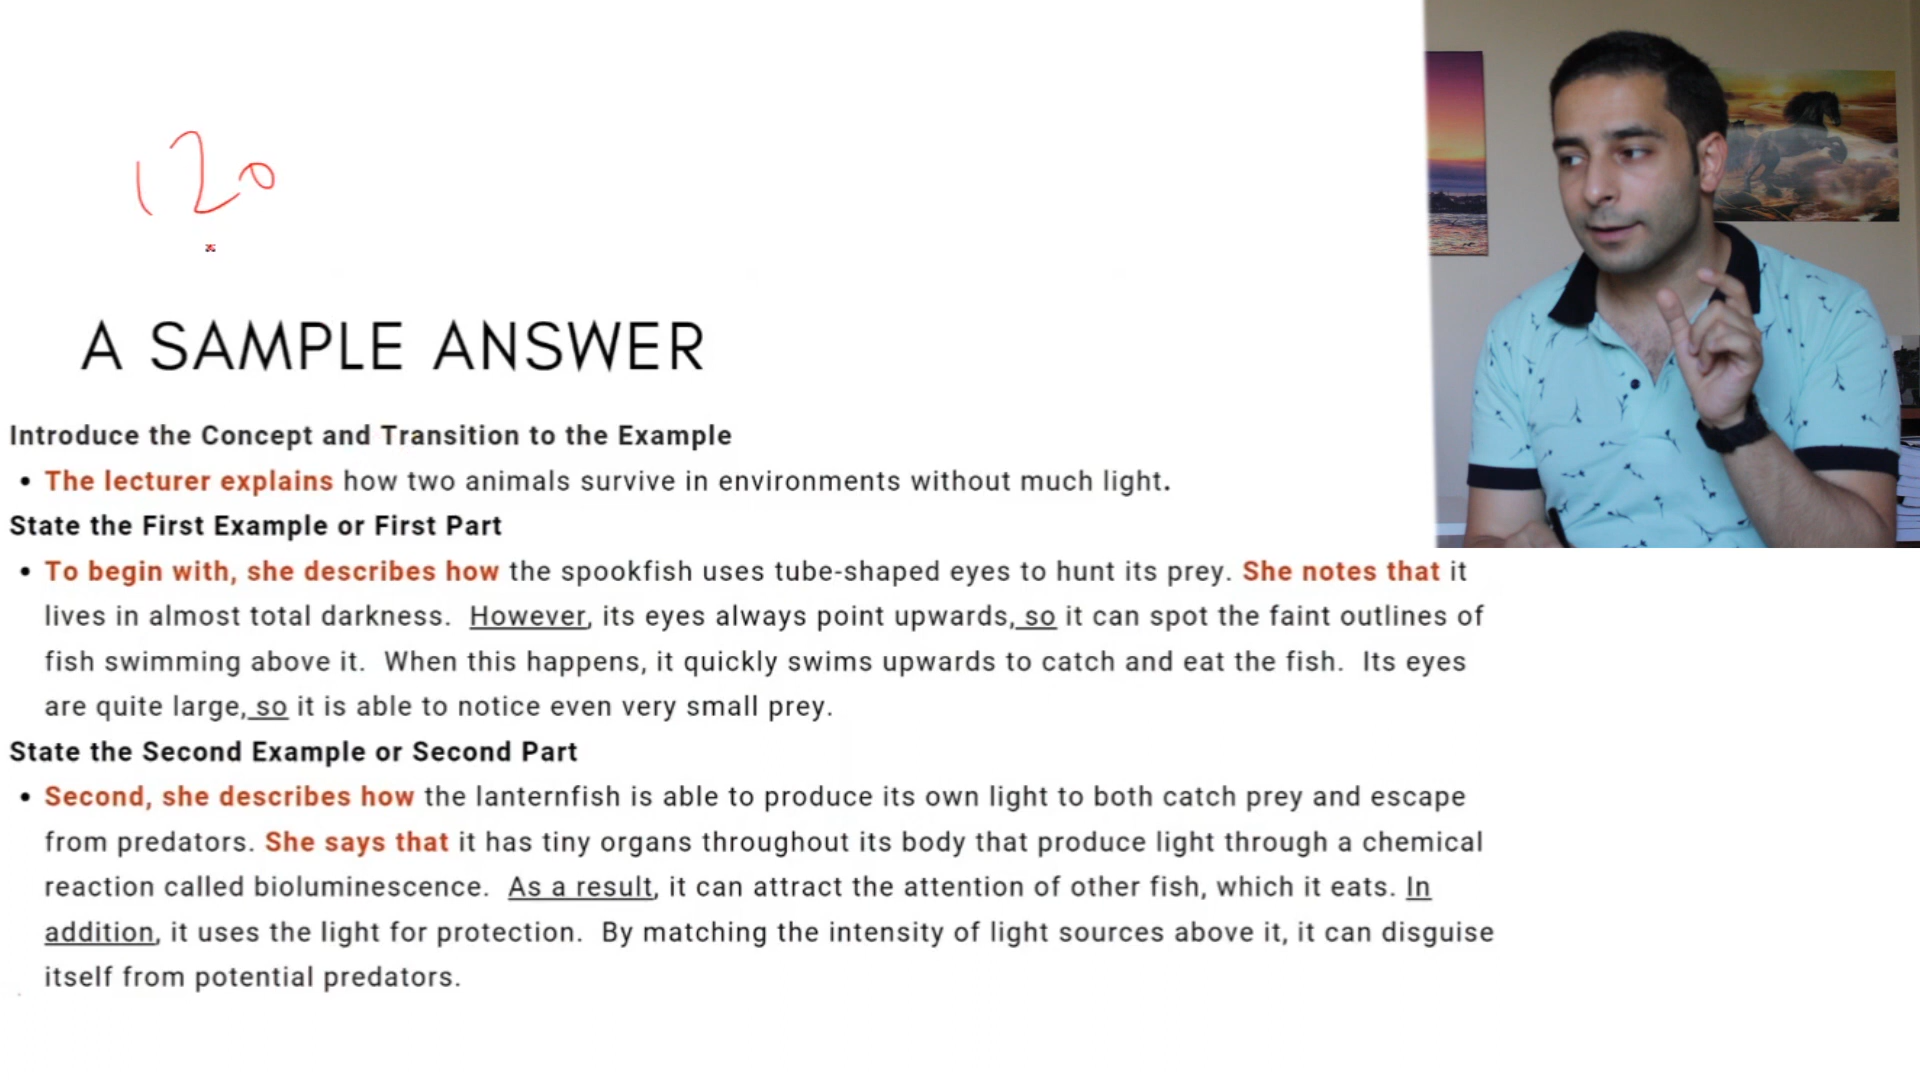 120
A SAMPLE ANSWER
Introduce the Concept and Transition to the Example
• The lecturer explains how two animals survive in environments without much light.
State the First Example or First Part
• To begin with, she describes how the spookfish uses tube-shaped eyes to hunt its prey. She notes that it
lives in almost total darkness. However, its eyes always point upwards, so it can spot the faint outlines of
fish swimming above it. When this happens, it quickly swims upwards to catch and eat the fish. Its eyes
are quite large, so it is able to notice even very small prey.
State the Second Example or Second Part
• Second, she describes how the lanternfish is able to produce its own light to both catch prey and escape
from predators. She says that it has tiny organs throughout its body that produce light through a chemical
reaction called bioluminescence. As a result, it can attract the attention of other fish, which it eats. In
addition, it uses the light for protection. By matching the intensity of light sources above it, it can disguise
itself from potential predators.